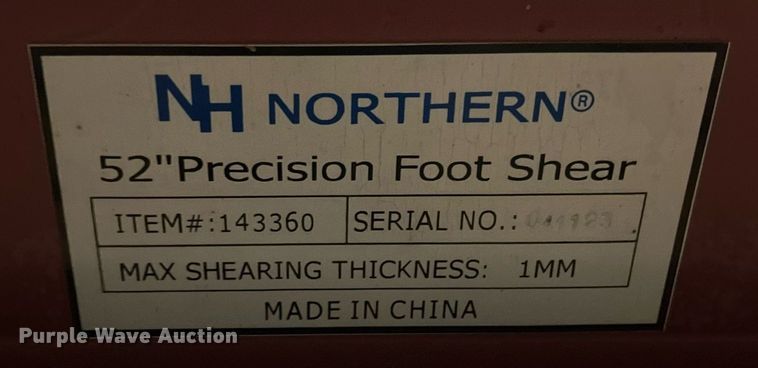 NH NORTHERN®
52"Precision Foot Shear
ITEM#:143360 SERIAL NO.:
MAX SHEARING THICKNESS: 1MM
MADE IN CHINA
Purple Wave Auction